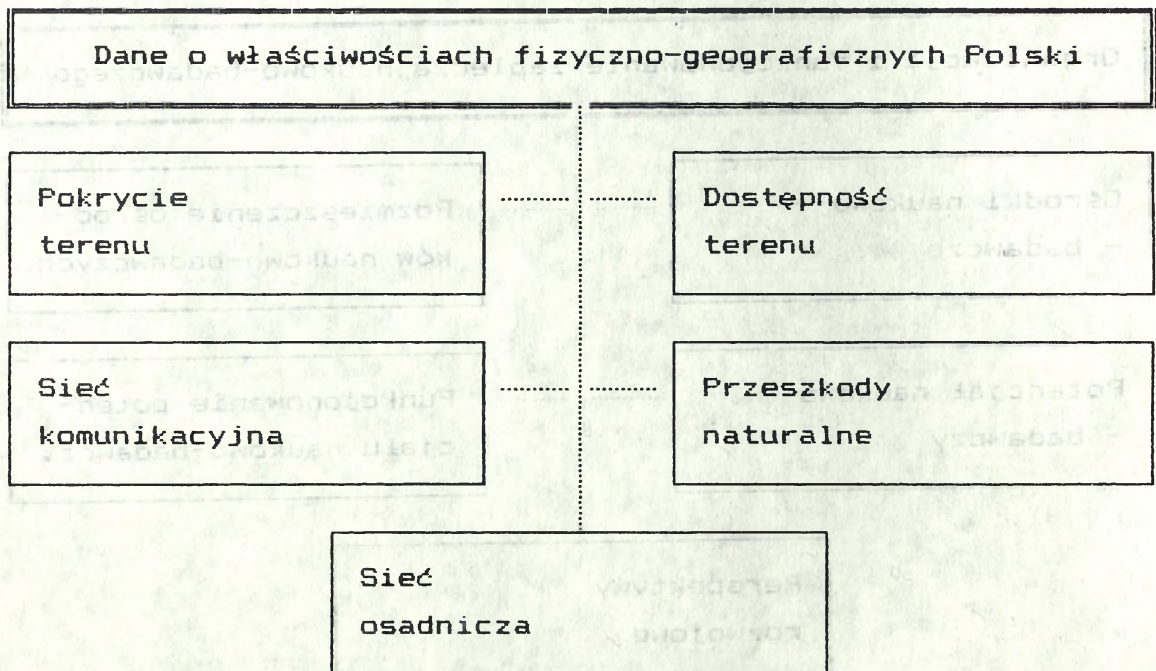 Dane o właściwościach fizyczno-geograficznych Polski
Pokrycie
terenu
Dostępność
terenu
Sieć
komunikacyjna
Przeszkody
naturalne
Sieć
osadnicza